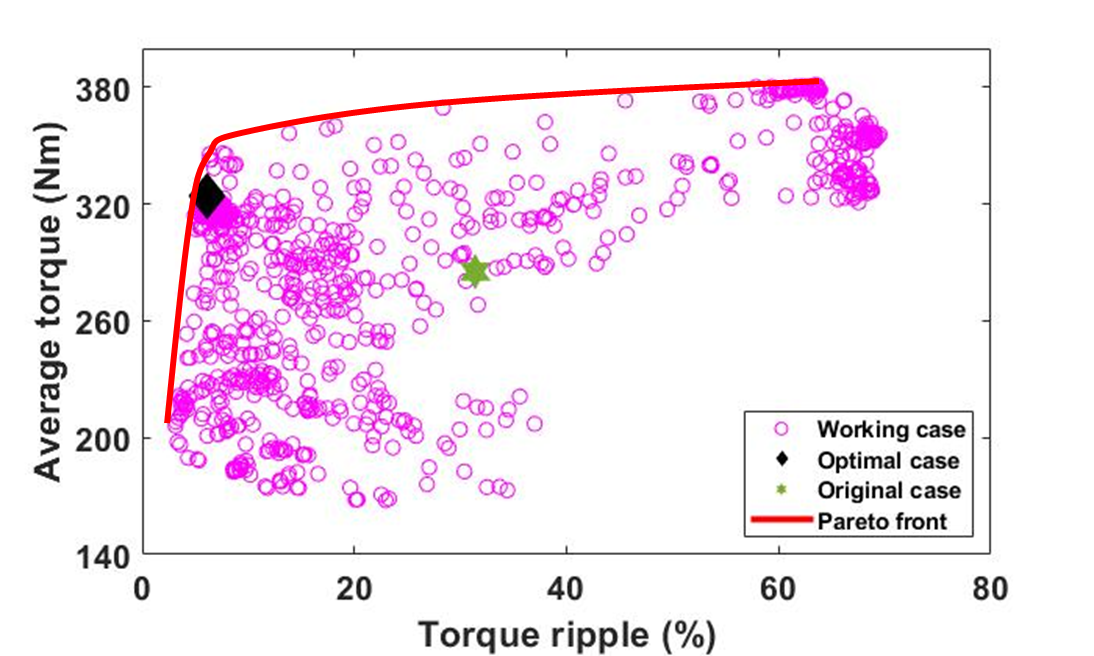 380
320
260
200
140
0
20
40
60
80
Average torque (Nm)
Torque ripple (%)
Working case
Optimal case
Original case
Pareto front